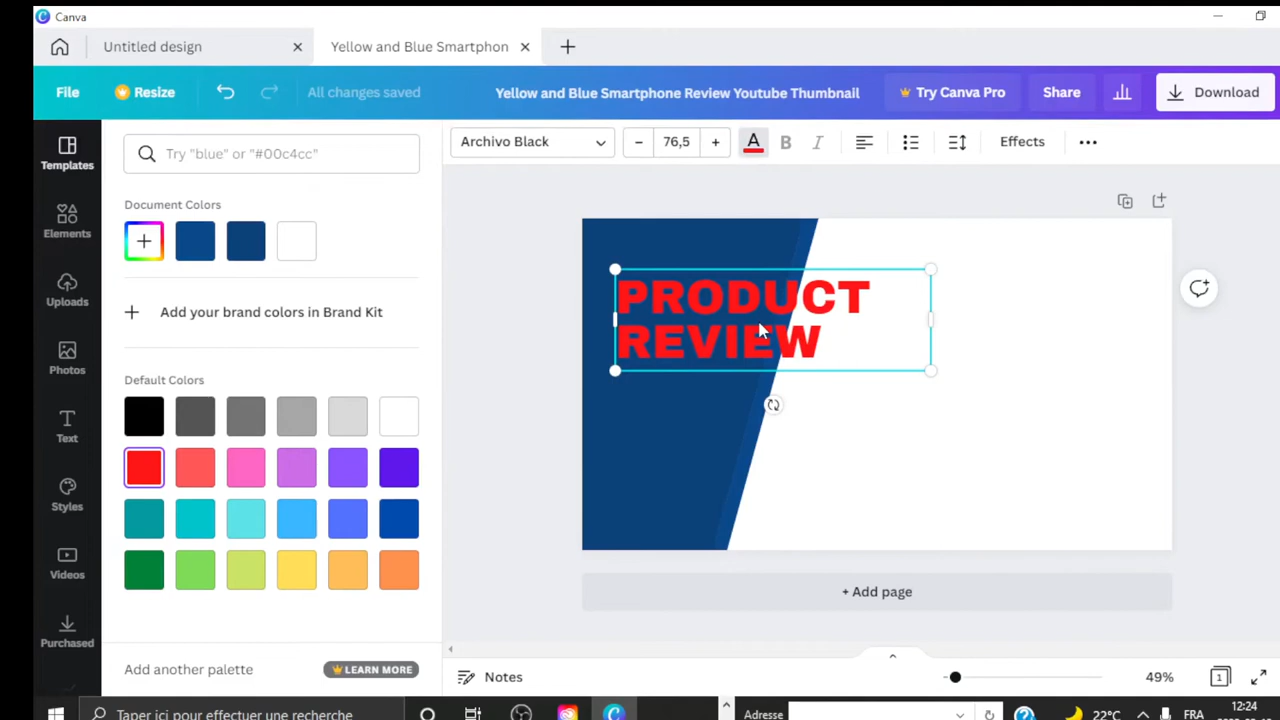 Canva
Untitled design
Yellow and Blue Smartphon
File
Resize
All changes saved
Yellow and Blue Smartphone Review Youtube Thumbnail
Try Canva Pro
Share
Download
Templates
Elements
Uploads
Photos
Text
Styles
Videos
Purchased
Try "blue" or "#00c4cc"
Document Colors
Add your brand colors in Brand Kit
Default Colors
Add another palette
LEARN MORE
Archivo Black
76,5
A
B
I
Effects
PRODUCT
REVIEW
+ Add page
Notes
49%
1
Taper ici pour effectuer une recherche
Adresse
22°C
FRA
12:24